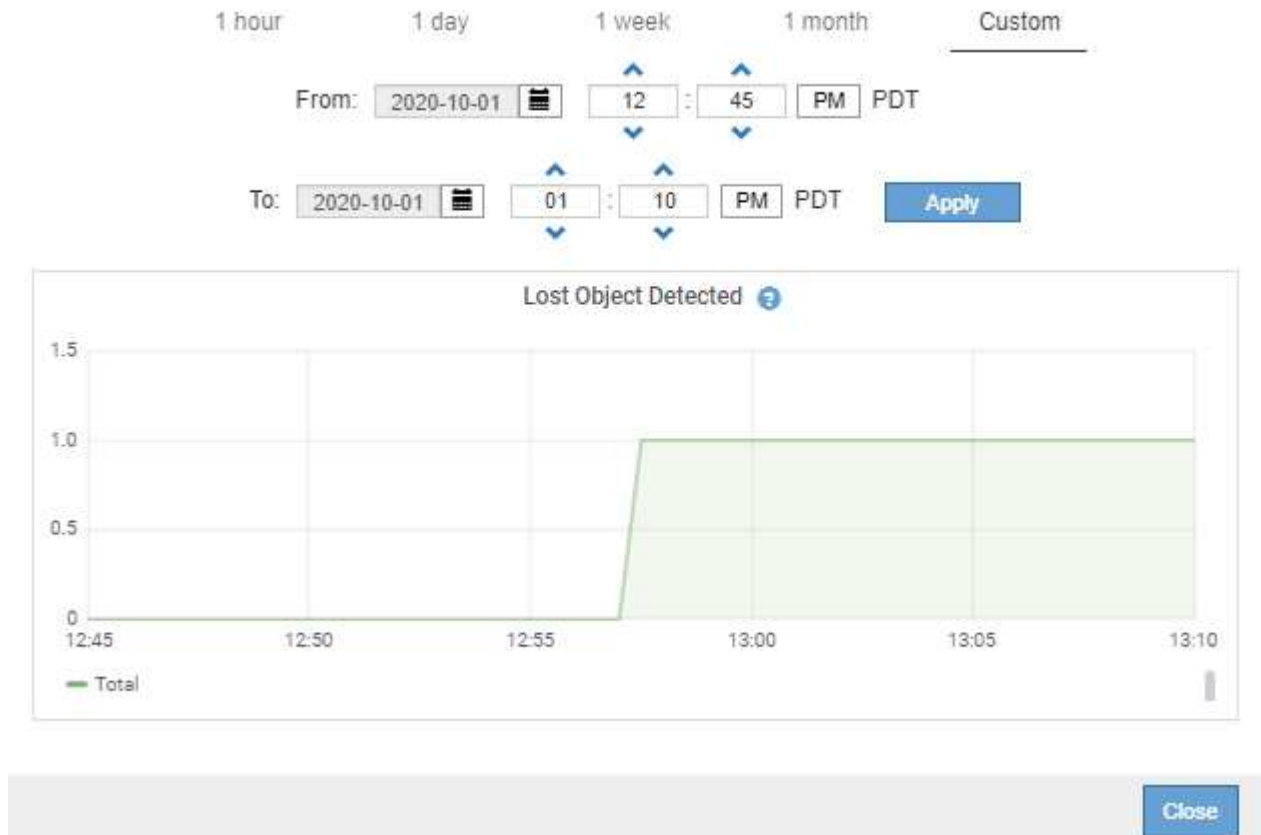 1 hour 1 day 1 week 1 month Custom
From: 2020-10-01 12 : 45 PM PDT
To: 2020-10-01 01 : 10 PM PDT Apply
Lost Object Detected ?
1.5
1.0
0.5
0
12:45 12:50 12:55 13:00 13:05 13:10
Total
Close